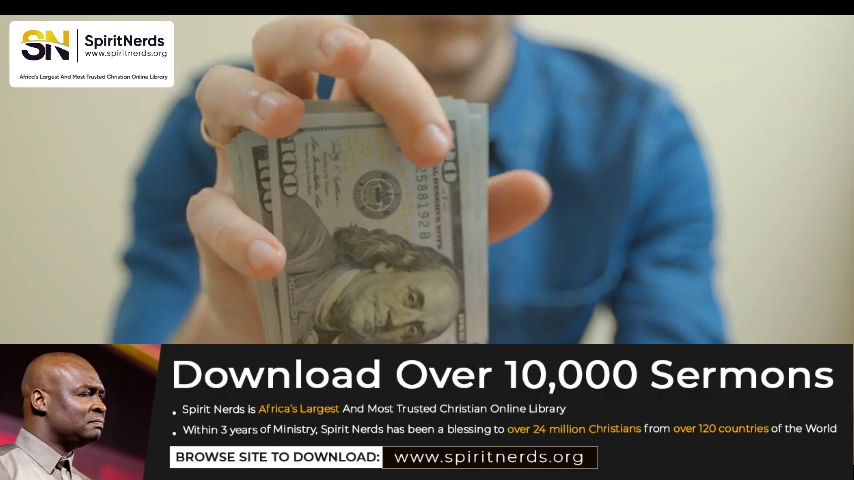 SN SpiritNerds
www.spiritnerds.org
Africa's Largest And Most Trusted Christian Online Library
100
100
2588192 B
Download Over 10,000 Sermons
• Spirit Nerds is Africa's Largest And Most Trusted Christian Online Library
• Within 3 years of Ministry, Spirit Nerds has been a blessing to over 24 million Christians from over 120 countries of the World
BROWSE SITE TO DOWNLOAD: www.spiritnerds.org